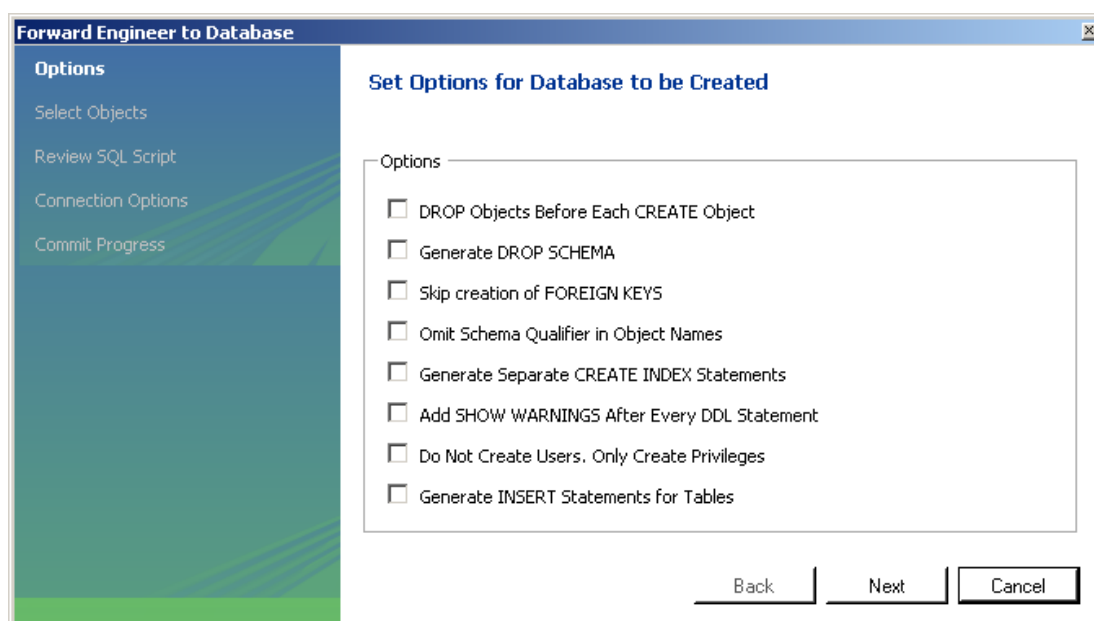 Forward Engineer to Database
Options
Select Objects
Review SQL Script
Connection Options
Commit Progress
Set Options for Database to be Created
Options
DROP Objects Before Each CREATE Object
Generate DROP SCHEMA
Skip creation of FOREIGN KEYS
Omit Schema Qualifier in Object Names
Generate Separate CREATE INDEX Statements
Add SHOW WARNINGS After Every DDL Statement
Do Not Create Users. Only Create Privileges
Generate INSERT Statements for Tables
Back Next Cancel